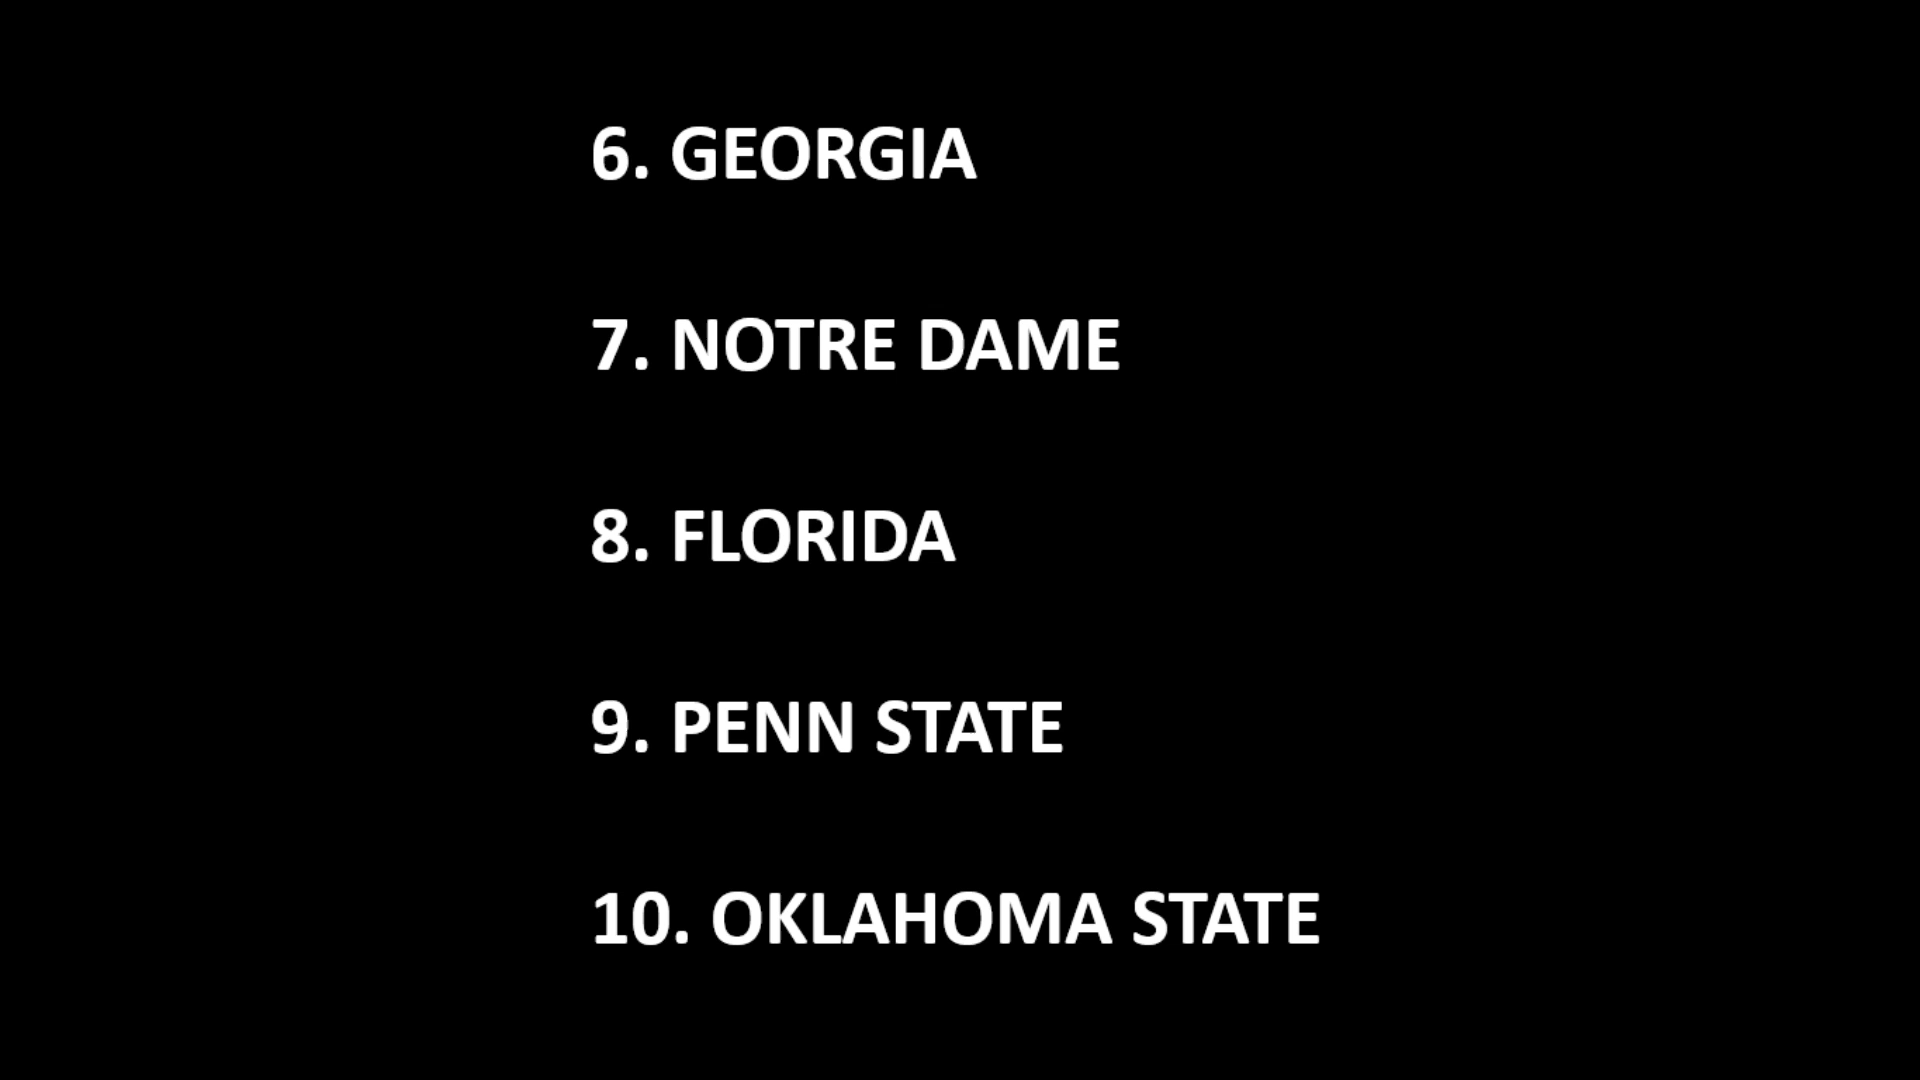 6. GEORGIA
7. NOTRE DAME
8. FLORIDA
9. PENN STATE
10. OKLAHOMA STATE